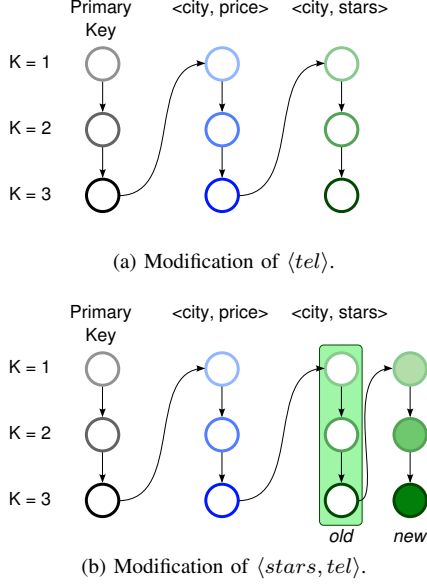 Primary
Key
<city, price>
<city, stars>
K = 1
K = 2
K = 3
(a) Modification of ⟨tel⟩.
Primary
Key
<city, price>
<city, stars>
K = 1
K = 2
K = 3
old
new
(b) Modification of ⟨stars, tel⟩.